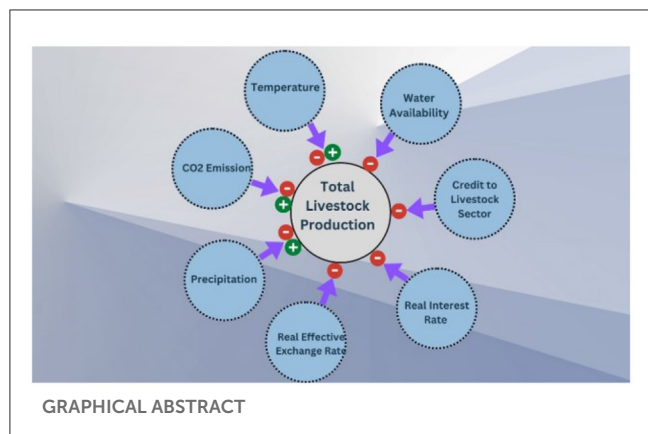 Temperature
Water
Availability
CO2 Emission
Total
Livestock
Production
Credit to
Livestock
Sector
Precipitation
Real Effective
Exchange Rate
Real Interest
Rate
GRAPHICAL ABSTRACT